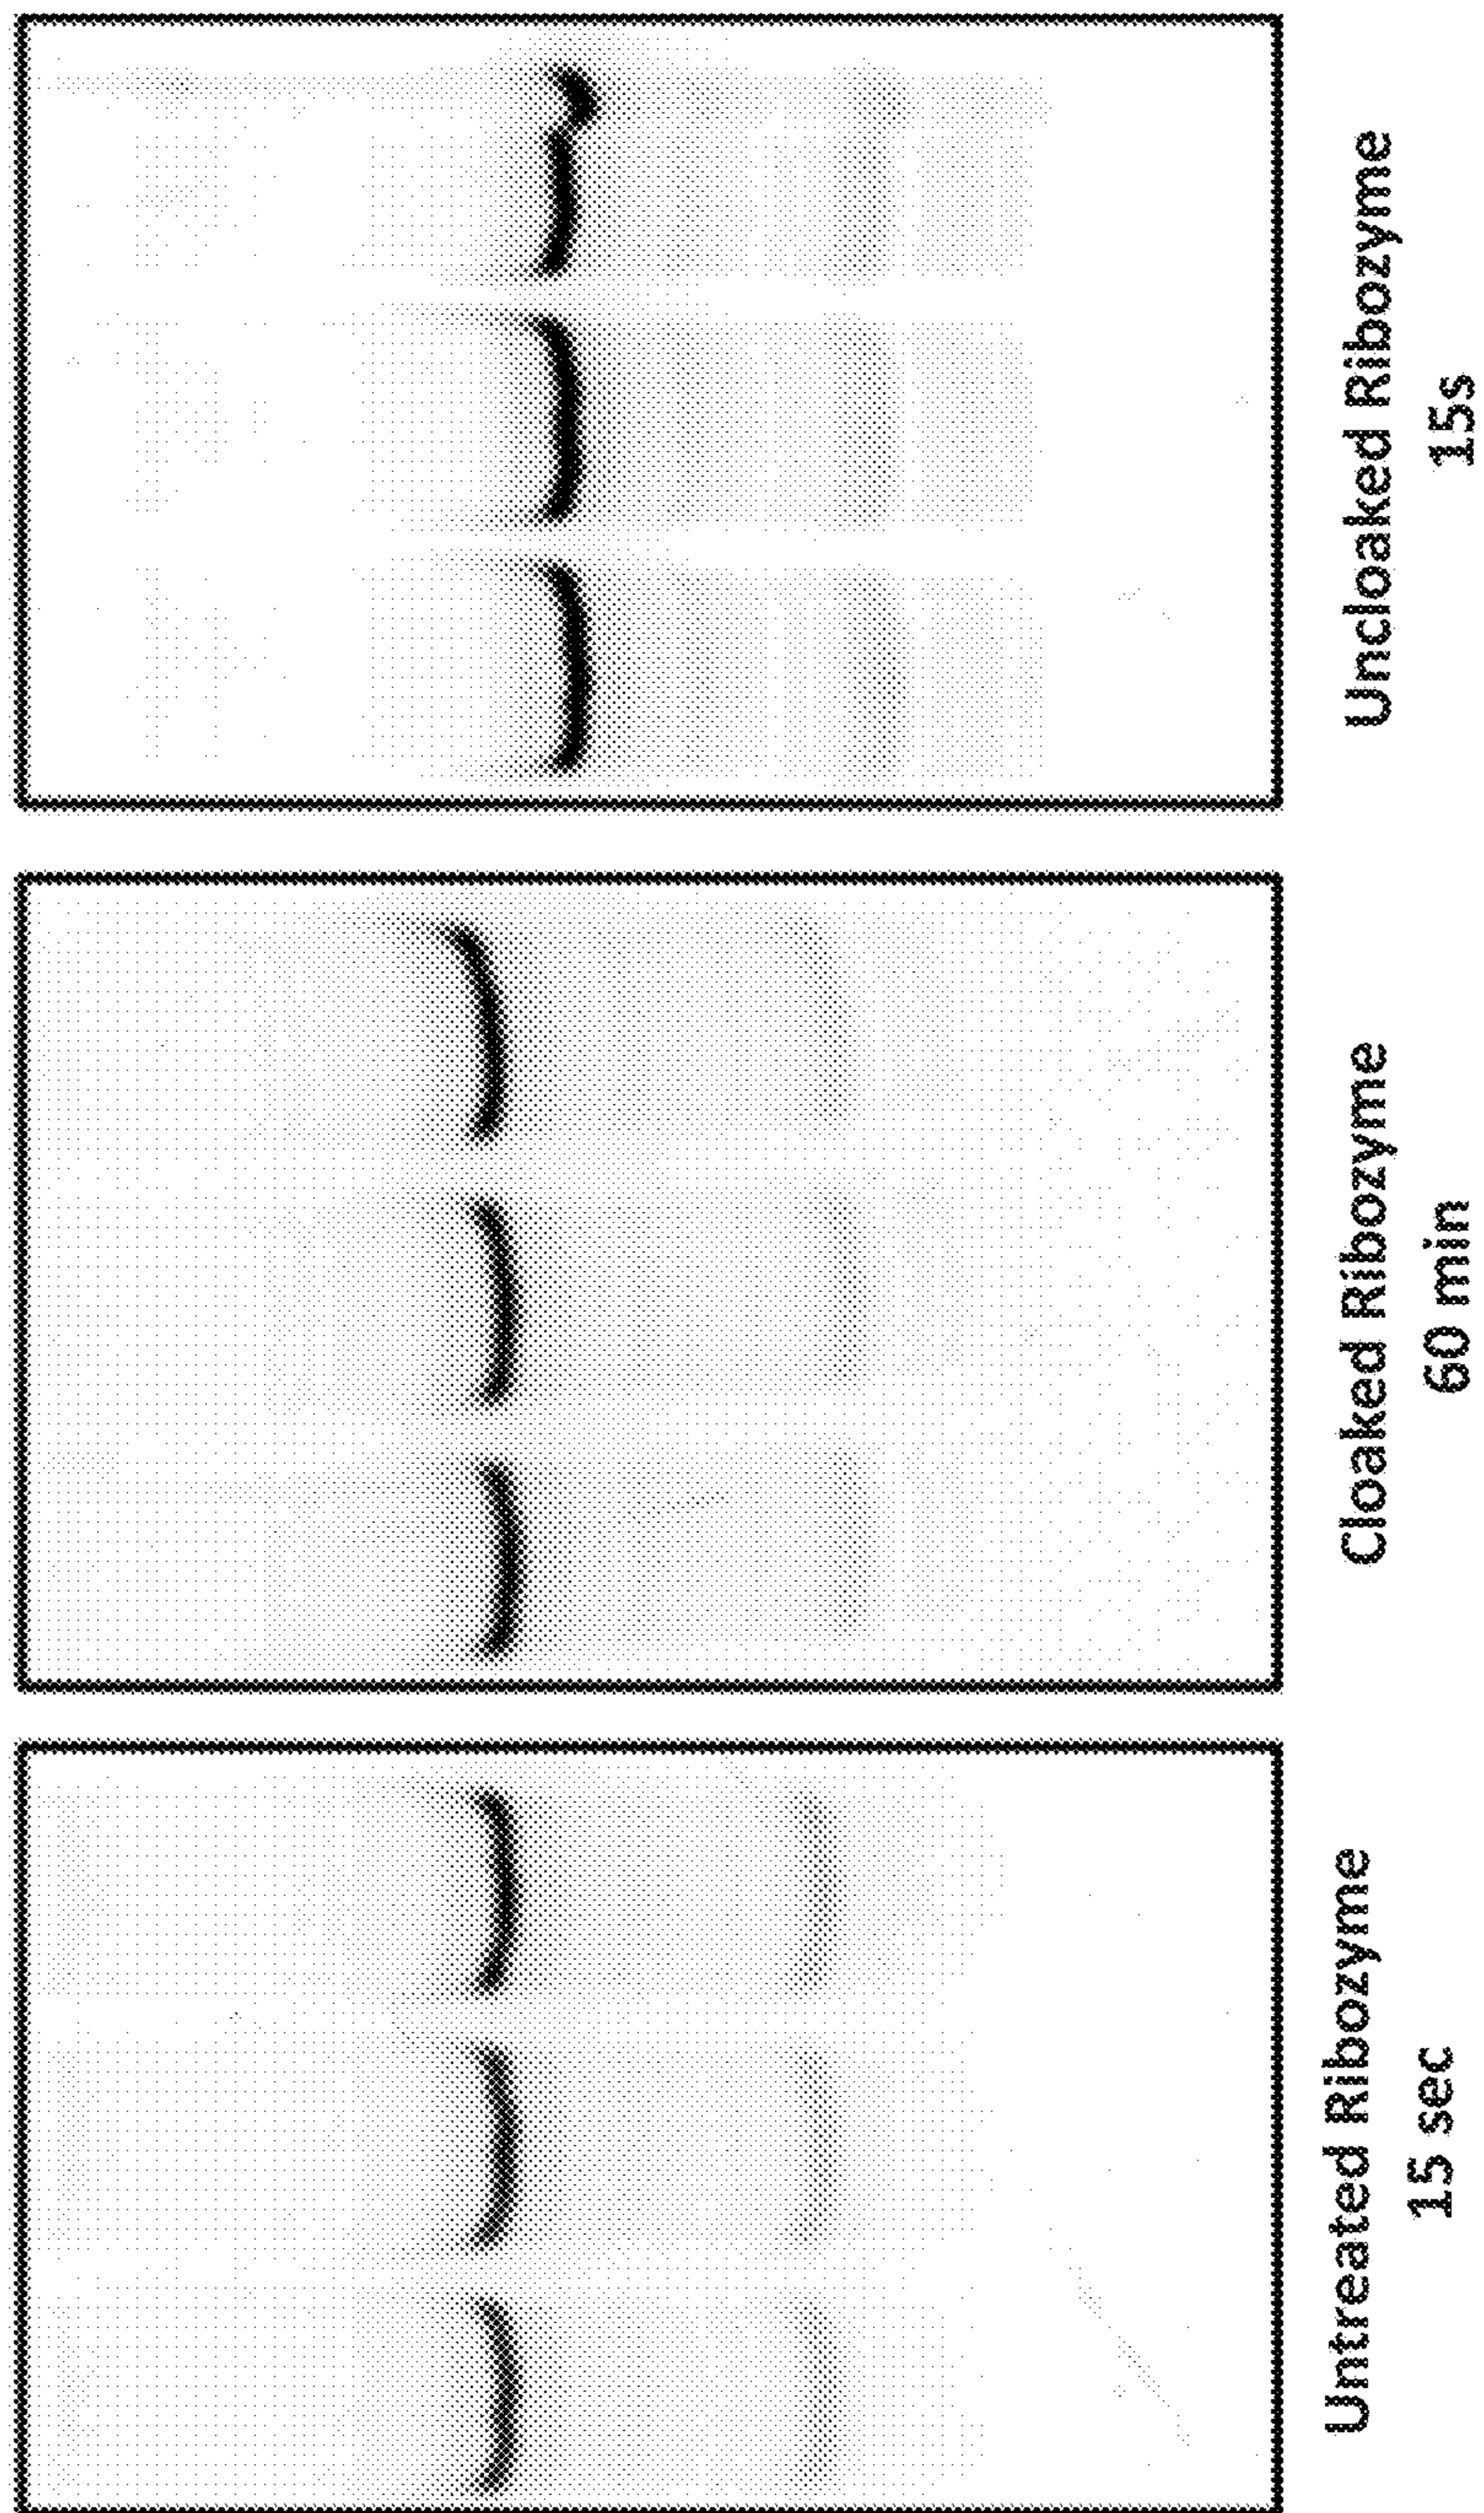 Untreated Ribozyme
15 sec
Cloaked Ribozyme
60 min
Uncloaked Ribozyme
15s